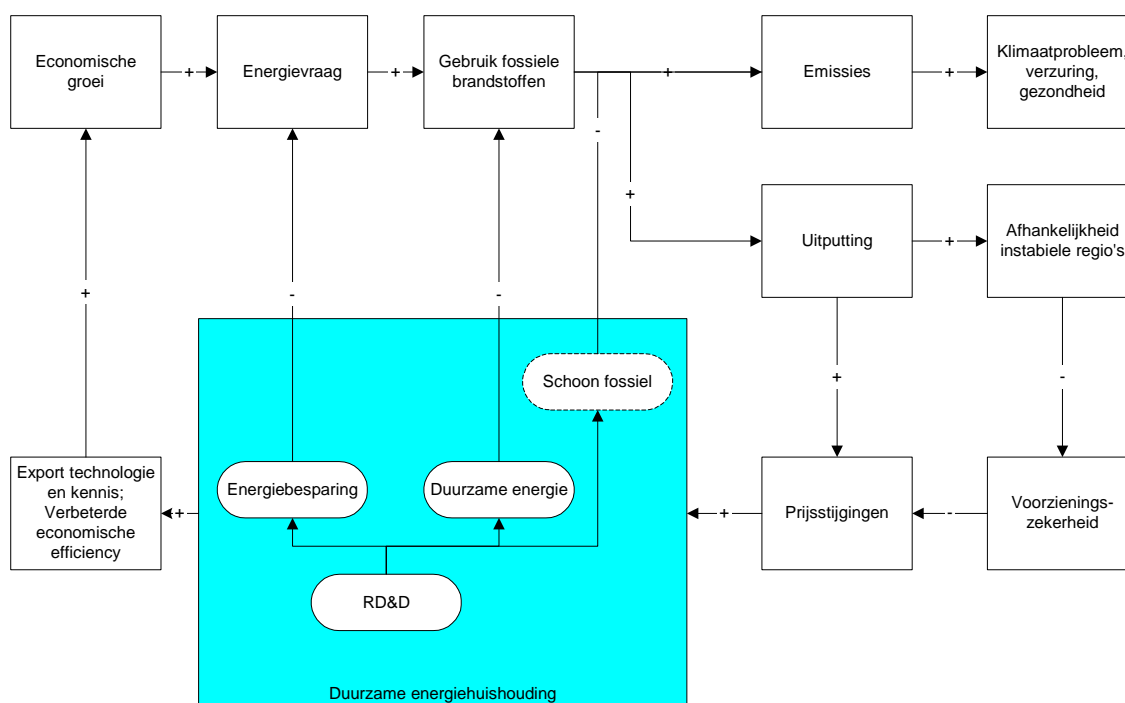 Economische
groei
+
Energievraag
+
Gebruik fossiele
brandstoffen
+
Emissies
+
Klimaatprobleem,
verzuring,
gezondheid
-
+
Uitputting
+
Afhankelijkheid
instabiele regio's
+
-
-
+
-
Schoon fossiel
Export technologie
en kennis;
Verbeterde
economische
efficiency
+
Energiebesparing
Duurzame energie
+
Prijsstijgingen
-
Voorzienings-
zekerheid
RD&D
Duurzame energiehuishouding